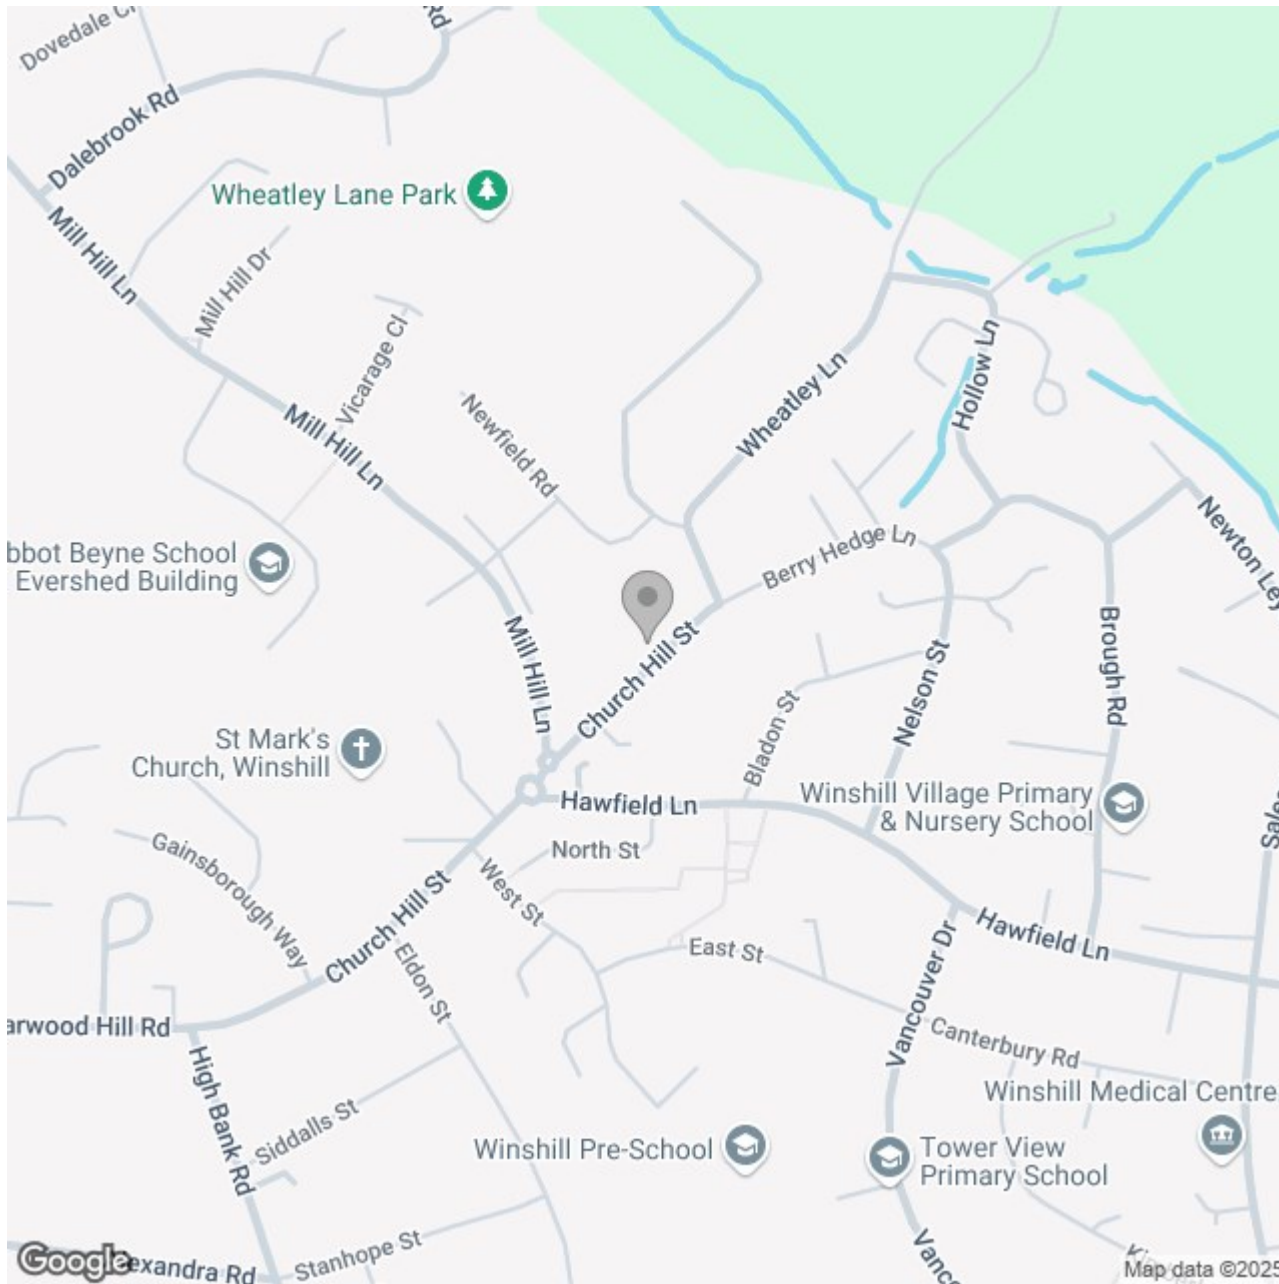 Dovedale C
Rd
Dalebrook Rd
Wheatley Lane Park
Mill Hill Ln
Mill Hill Dr
Vicarage Cl
Hollow Ln
Wheatley Ln
Mill Hill Ln
Newfield Rd
Newton Ley
Berry Hedge Ln
bbot Beyne School
Evershed Building
Brough Rd
Church Hill St
Mill Hill Ln
Nelson St
Bladon St
St Mark's
Church, Winshill
Winshill Village Primary
& Nursery School
Hawfield Ln
Sales
North St
Gainsborough Way
West St
Church Hill St
Hawfield Ln
East St
Eldon St
Vancouver Dr
arwood Hill Rd
Canterbury Rd
High Bank Rd
Winshill Medical Centre
Siddalls St
Winshill Pre-School
Tower View
Primary School
Stanhope St
Vanco
Google
exandra Rd
Map data ©2025